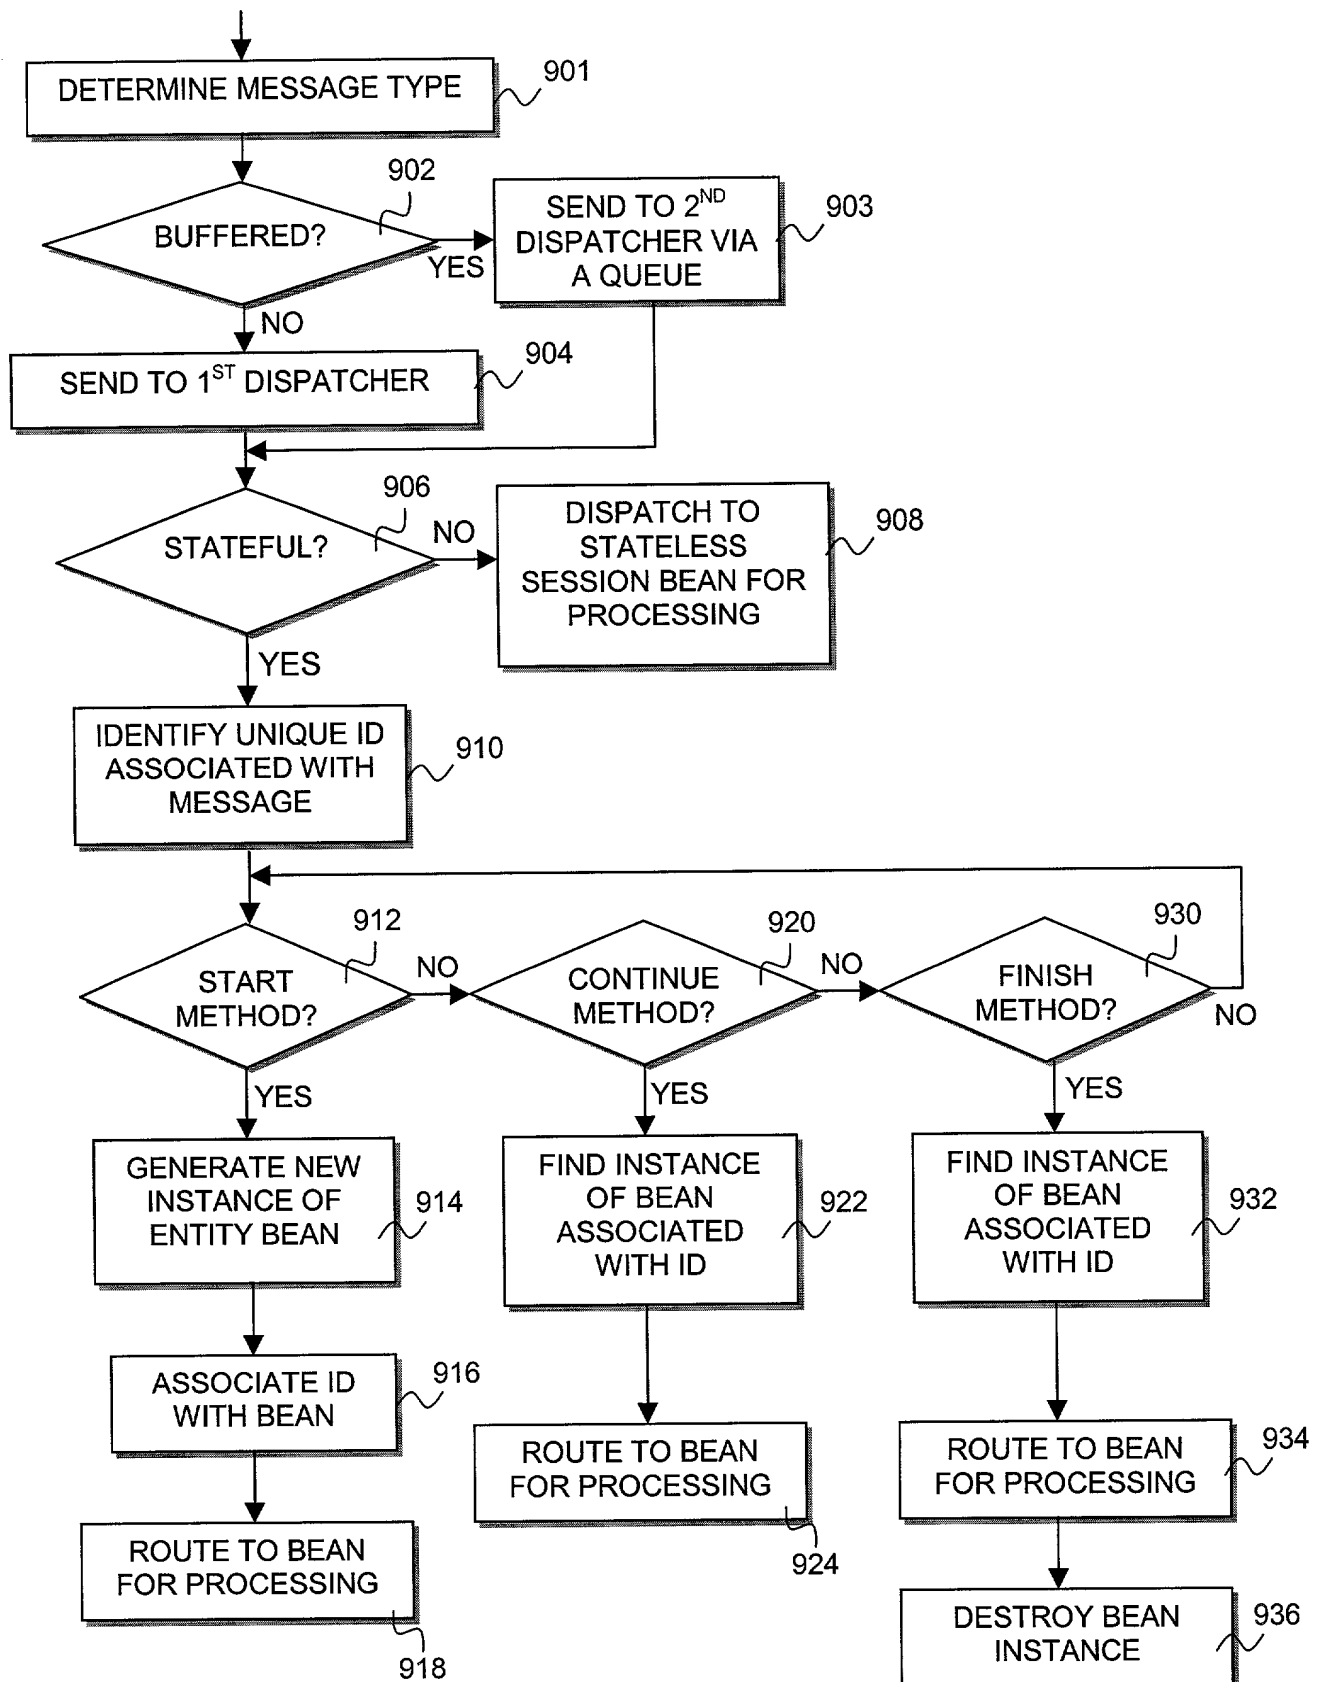 DETERMINE MESSAGE TYPE
901
BUFFERED?
902
YES
NO
SEND TO 2ND
DISPATCHER VIA
A QUEUE
903
SEND TO 1ST DISPATCHER
904
STATEFUL?
906
NO
YES
DISPATCH TO
STATELESS
SESSION BEAN FOR
PROCESSING
908
IDENTIFY UNIQUE ID
ASSOCIATED WITH
MESSAGE
910
START
METHOD?
912
NO
YES
CONTINUE
METHOD?
920
NO
YES
FINISH
METHOD?
930
NO
YES
GENERATE NEW
INSTANCE OF
ENTITY BEAN
914
FIND INSTANCE
OF BEAN
ASSOCIATED
WITH ID
922
FIND INSTANCE
OF BEAN
ASSOCIATED
WITH ID
932
ASSOCIATE ID
WITH BEAN
916
ROUTE TO BEAN
FOR PROCESSING
924
ROUTE TO BEAN
FOR PROCESSING
934
ROUTE TO BEAN
FOR PROCESSING
918
DESTROY BEAN
INSTANCE
936